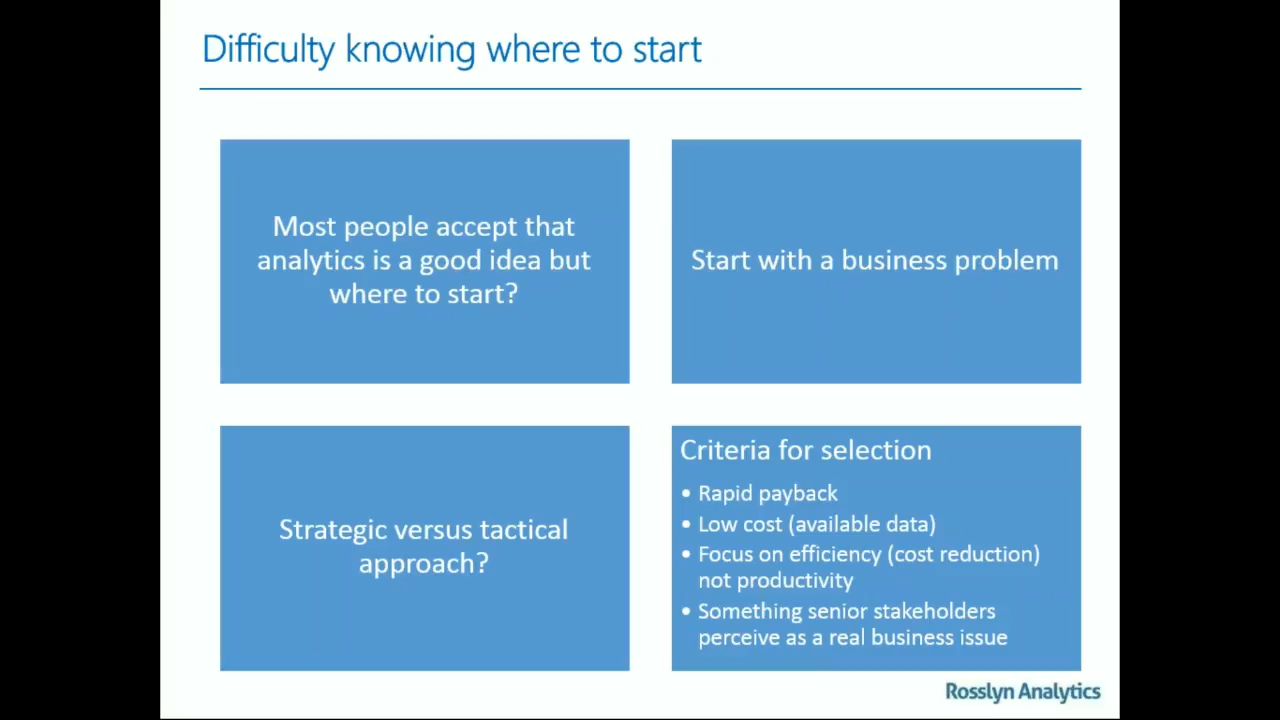 Difficulty knowing where to start
Most people accept that
analytics is a good idea but
where to start?
Start with a business problem
Strategic versus tactical
approach?
Criteria for selection
• Rapid payback
• Low cost (available data)
• Focus on efficiency (cost reduction)
not productivity
• Something senior stakeholders
perceive as a real business issue
Rosslyn Analytics